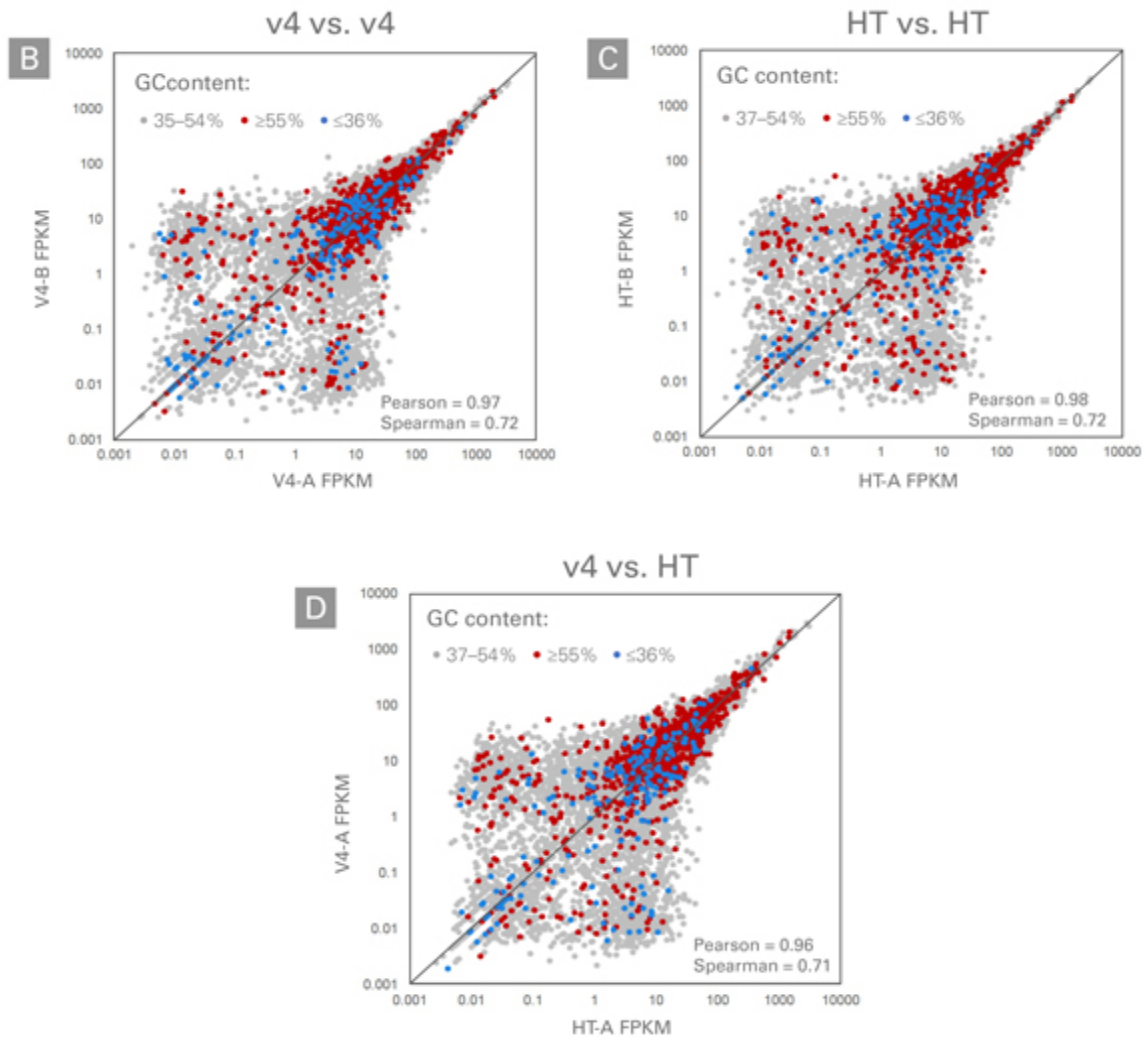 v4 vs. v4
B
10000
1000
100
10
1
0.1
0.01
0.001
V4-B FPKM
GCcontent:
35–54% ≥55% ≤36%
Pearson = 0.97
Spearman = 0.72
0.001 0.01 0.1 1 10 100 1000 10000
V4-A FPKM
HT vs. HT
C
10000
1000
100
10
1
0.1
0.01
0.001
HT-B FPKM
GC content:
37–54% ≥55% ≤36%
Pearson = 0.98
Spearman = 0.72
0.001 0.01 0.1 1 10 100 1000 10000
HT-A FPKM
v4 vs. HT
D
10000
1000
100
10
1
0.1
0.01
0.001
V4-A FPKM
GC content:
37–54% ≥55% ≤36%
Pearson = 0.96
Spearman = 0.71
0.001 0.01 0.1 1 10 100 1000 10000
HT-A FPKM